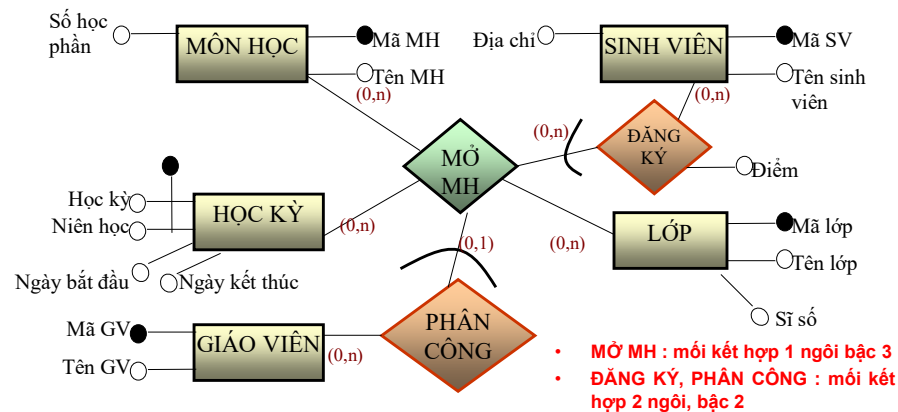 Số học
phần
MÔN HỌC
Mã MH
Tên MH
(0,n)
Địa chỉ
SINH VIÊN
Mã SV
Tên sinh
viên
(0,n)
(0,n)
ĐĂNG
KÝ
Điểm
MỞ
MH
Học kỳ
Niên học
HỌC KỲ
(0,n)
Ngày bắt đầu
Ngày kết thúc
(0,1)
(0,n)
LỚP
Mã lớp
Tên lớp
Sĩ số
Mã GV
Tên GV
GIÁO VIÊN
(0,n)
PHÂN
CÔNG
• MỞ MH : mối kết hợp 1 ngôi bậc 3
• ĐĂNG KÝ, PHÂN CÔNG : mối kết
hợp 2 ngôi, bậc 2